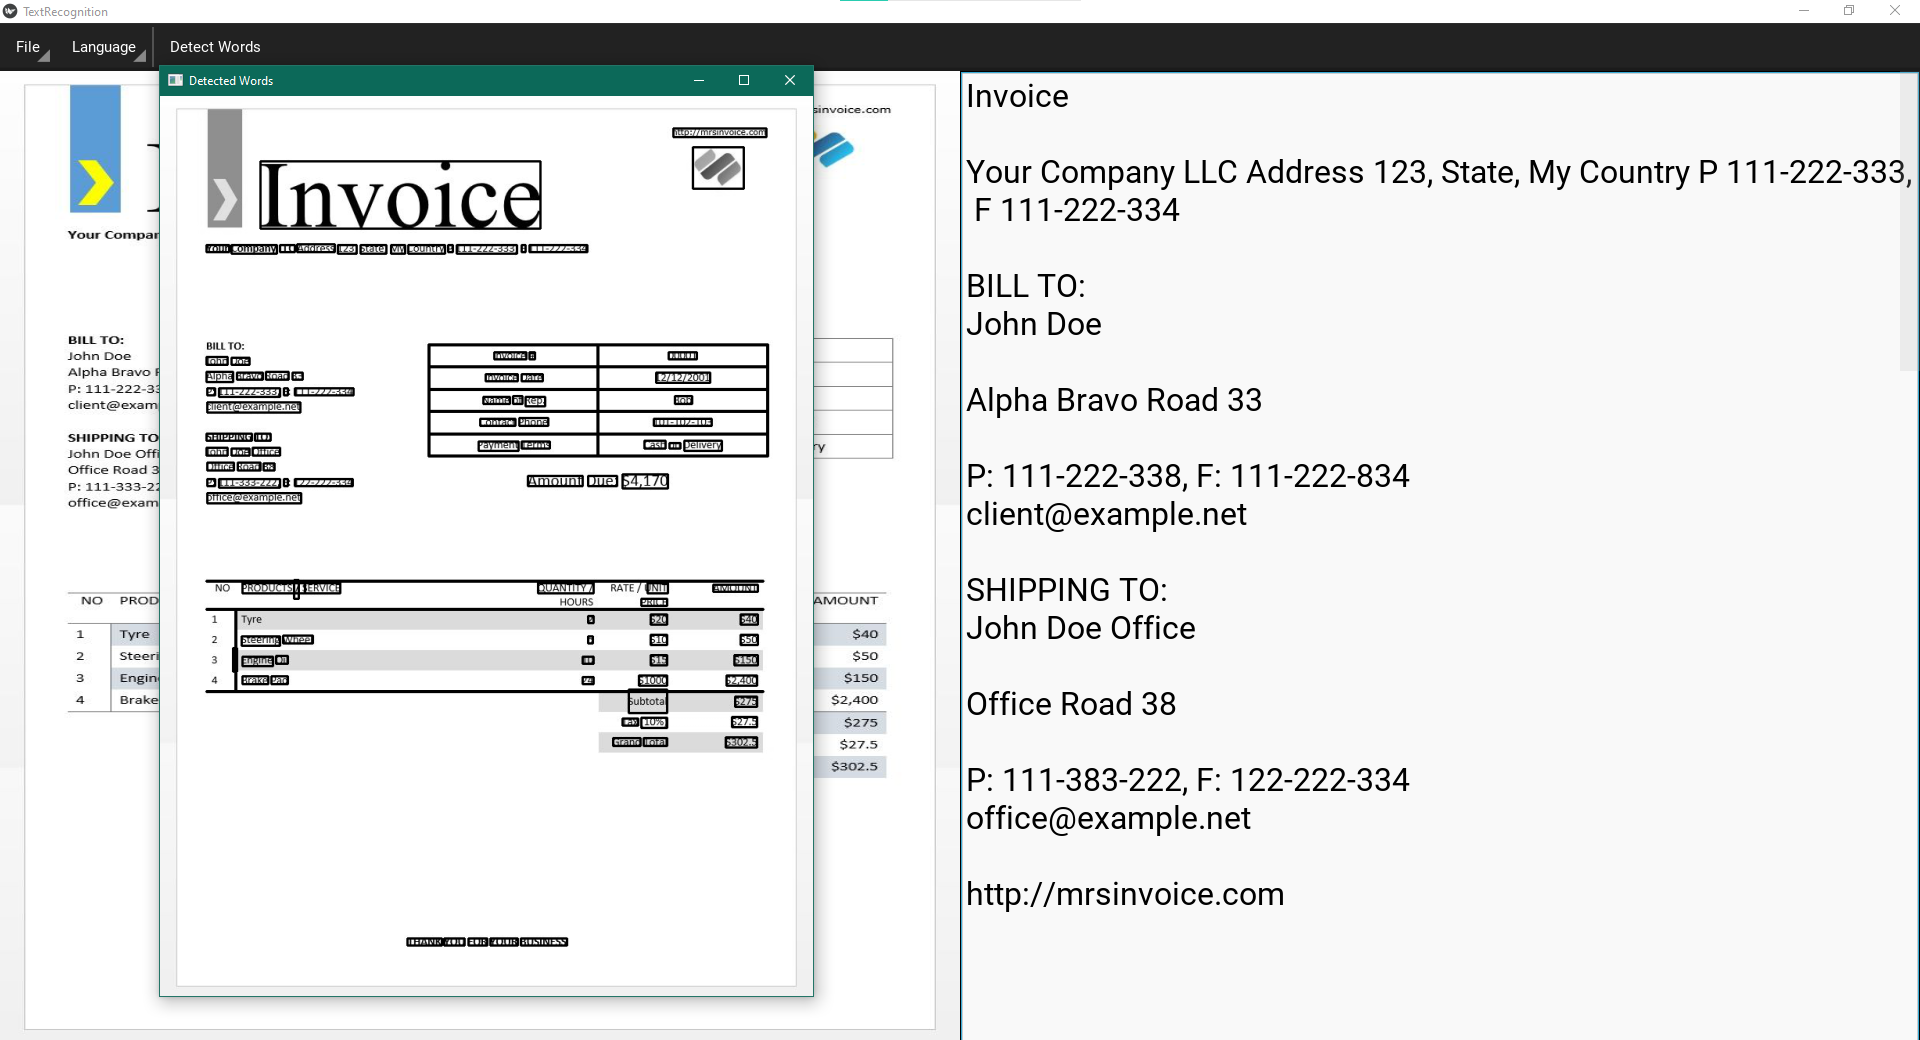 TextRecognition
File
Language
Detect Words
Detected Words
http://mrsinvoice.com
Invoice
Your Company LLC Address 123, State, My Country P 111-222-333, F 111-222-334
BILL TO:
John Doe
Alpha Bravo Road 33
P: 111-222-333, F: 111-222-334
client@example.net
SHIPPING TO:
John Doe Office
Office Road 38
P: 111-333-222, F: 122-222-334
office@example.net
Invoice # 00001
Invoice Date 12/12/2001
Name of Rep. Bob
Contact Phone 101-102-103
Payment Terms Cash on Delivery
Amount Due: $4,170
NO PRODUCTS / SERVICE QUANTITY / HOURS RATE / UNIT PRICE AMOUNT
1 Tyre $20 $40
2 Steering Wheel $10 $50
3 Engine Oil 10 $15 $150
4 Brake Pad 24 $1000 $2,400
Subtotal $275
Tax 10% $27.5
Grand Total $302.5
THANK YOU FOR YOUR BUSINESS
sinvoice.com
Your Compar
BILL TO:
John Doe
Alpha Bravo
P: 111-222-33
client@exam
SHIPPING TO
John Doe Offi
Office Road 3
P: 111-333-22
office@exam
ry
NO PROD
AMOUNT
1 Tyre $40
2 Steeri $50
3 Engin $150
4 Brake $2,400
$275
$27.5
$302.5
Invoice
Your Company LLC Address 123, State, My Country P 111-222-333,
F 111-222-334
BILL TO:
John Doe
Alpha Bravo Road 33
P: 111-222-338, F: 111-222-834
client@example.net
SHIPPING TO:
John Doe Office
Office Road 38
P: 111-383-222, F: 122-222-334
office@example.net
http://mrsinvoice.com